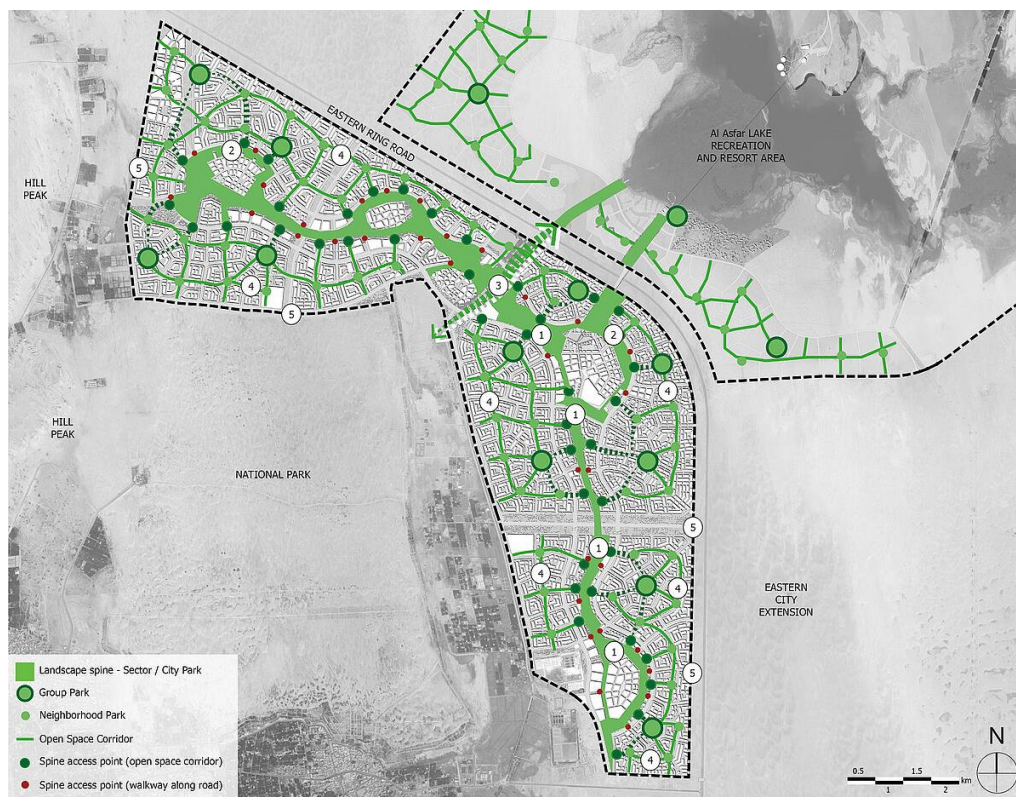 EASTERN RING ROAD
Al Asfar LAKE
RECREATION
AND RESORT AREA
HILL
PEAK
2
4
5
4
5
3
1
2
4
4
1
HILL
PEAK
NATIONAL PARK
5
1
4
4
EASTERN
CITY
EXTENSION
1
5
4
Landscape spine - Sector / City Park
Group Park
Neighborhood Park
Open Space Corridor
Spine access point (open space corridor)
Spine access point (walkway along road)
N
0.5 1.5 km
1 2